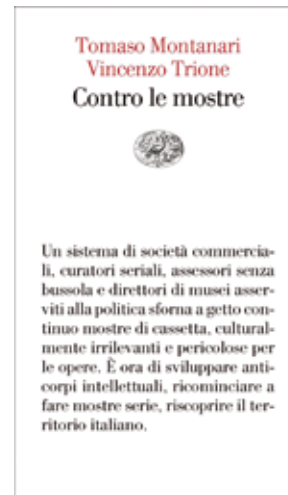 Tomaso Montanari
Vincenzo Trione
Contro le mostre
Un sistema di società commercia-
li, curatori seriali, assessori senza
bussola e direttori di musei asser-
viti alla politica sforna a getto con-
tinuo mostre di cassetta, cultural-
mente irrilevanti e pericolose per
le opere. È ora di sviluppare anti-
corpi intellettuali, ricominciare a
fare mostre serie, riscoprire il ter-
ritorio italiano.